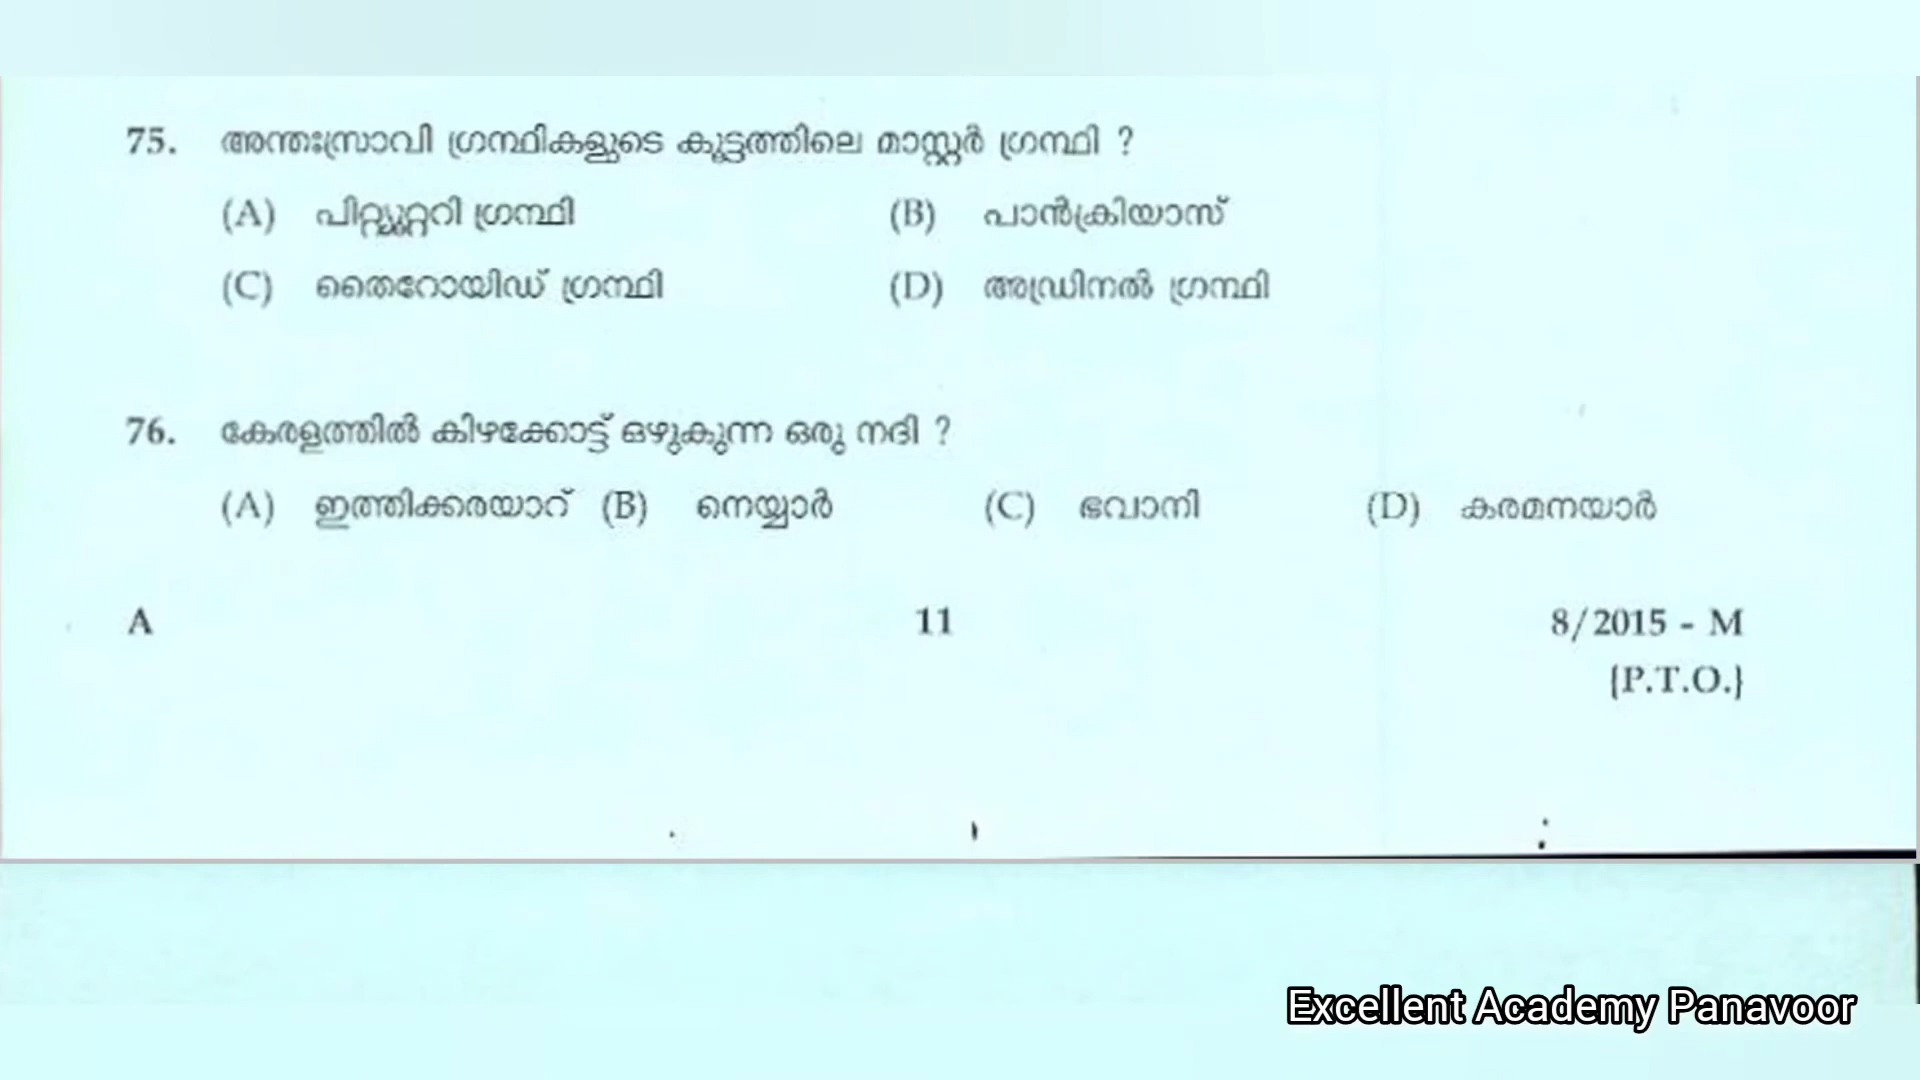 75. അന്തഃസ്രാവി ഗ്രന്ഥികളുടെ കൂട്ടത്തിലെ മാസ്റ്റർ ഗ്രന്ഥി ?
(A) പിറ്റ്യൂറ്ററി ഗ്രന്ഥി (B) പാൻക്രിയാസ്
(C) തൈറോയിഡ് ഗ്രന്ഥി (D) അഡ്രിനൽ ഗ്രന്ഥി
76. കേരളത്തിൽ കിഴക്കോട്ട് ഒഴുകുന്ന ഒരു നദി ?
(A) ഇത്തിക്കരയാറ് (B) നെയ്യാർ (C) ഭവാനി (D) കരമനയാർ
A 11 8/2015 - M
{P.T.O.}
Excellent Academy Panavoor